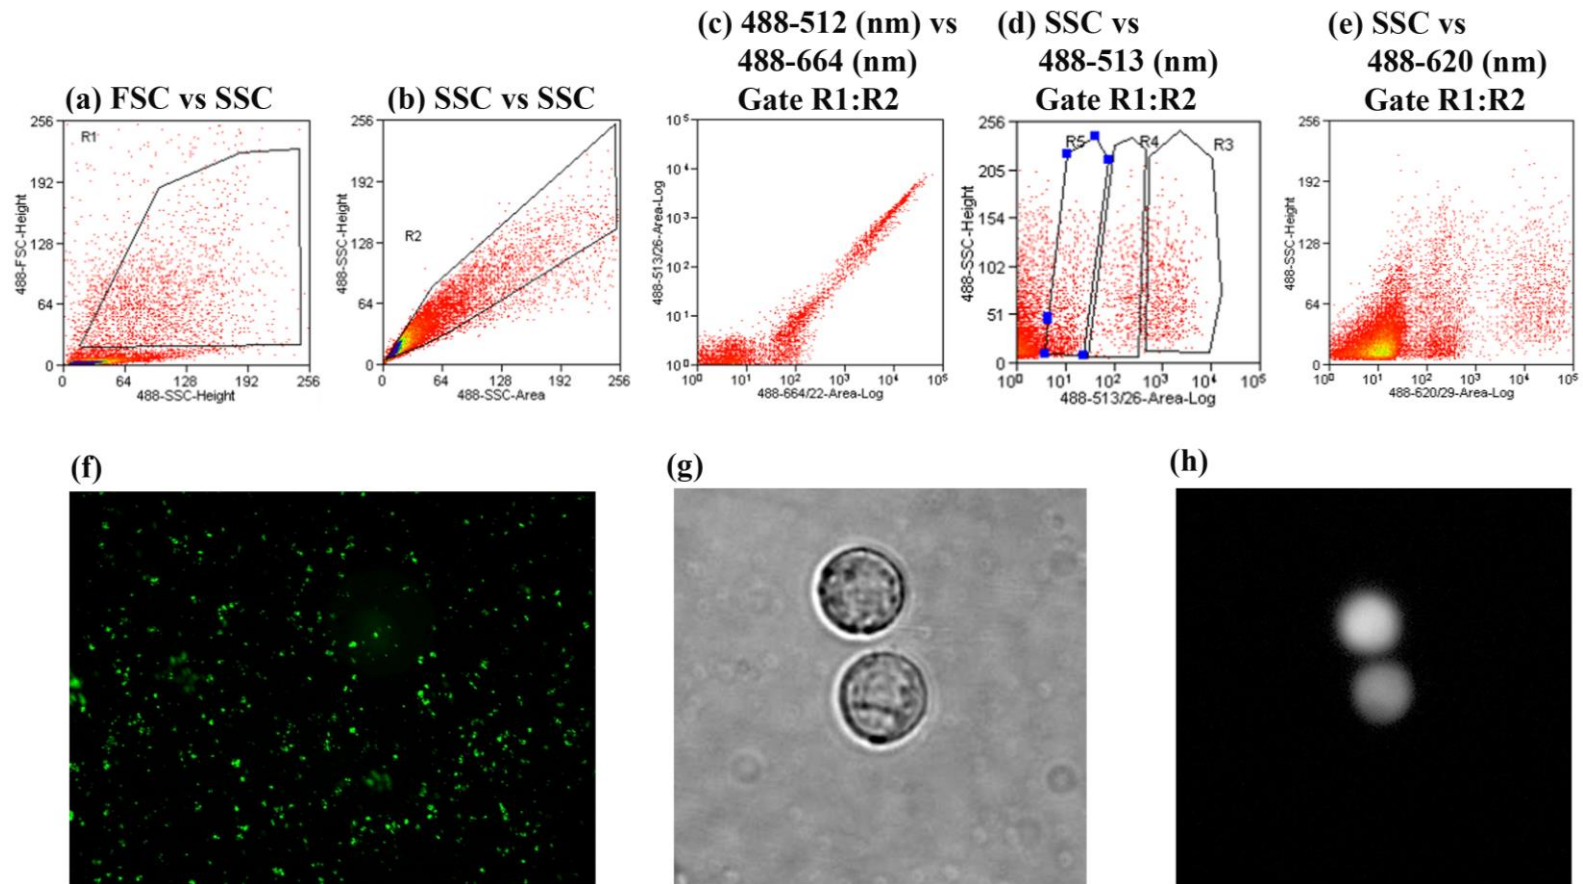 (c) 488-512 (nm) vs
488-664 (nm)
Gate R1:R2
(d) SSC vs
488-513 (nm)
Gate R1:R2
(e) SSC vs
488-620 (nm)
Gate R1:R2
(a) FSC vs SSC
(b) SSC vs SSC
256
192
128
64
0
488-FSC-Height
R1
0 64 128 192 256
488-SSC-Height
256
192
128
64
0
488-SSC-Height
R2
0 64 128 192 256
488-SSC-Area
10⁵
10⁴
10³
10²
10¹
10⁰
488-513/26-Area-Log
10⁰ 10¹ 10² 10³ 10⁴ 10⁵
488-664/22-Area-Log
256
205
154
102
51
0
488-SSC-Height
R5 R4 R3
10⁰ 10¹ 10² 10³ 10⁴ 10⁵
488-513/26-Area-Log
256
192
128
64
0
488-SSC-Height
10⁰ 10¹ 10² 10³ 10⁴ 10⁵
488-620/29-Area-Log
(f)
(g)
(h)